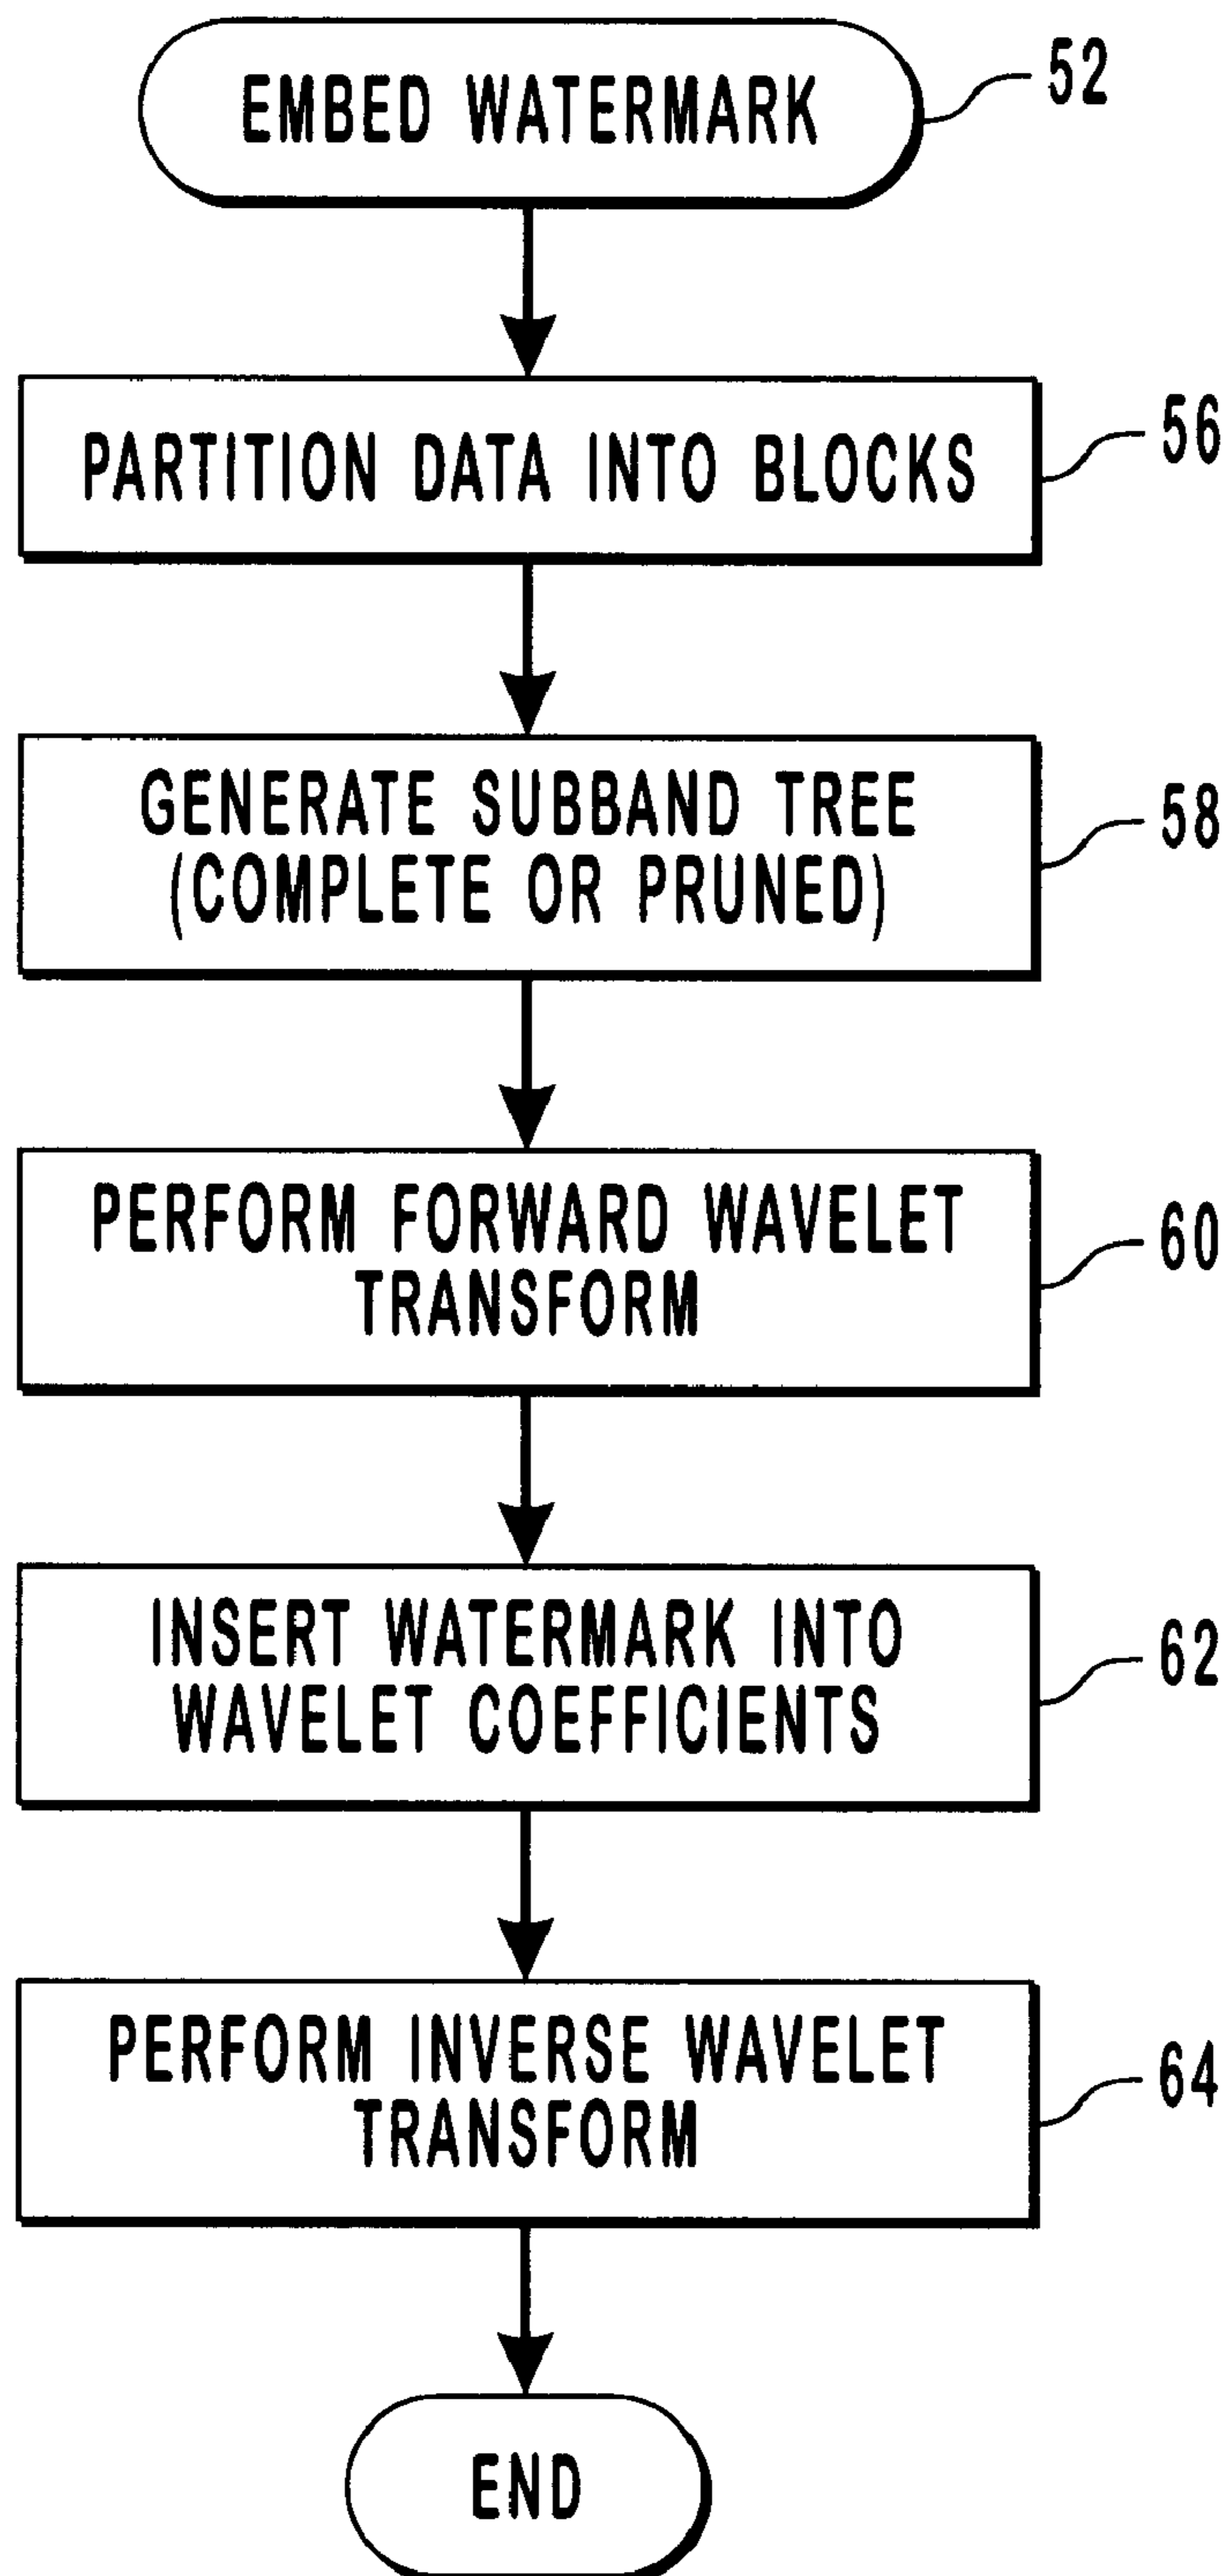 EMBED WATERMARK
52
PARTITION DATA INTO BLOCKS
56
GENERATE SUBBAND TREE
(COMPLETE OR PRUNED)
58
PERFORM FORWARD WAVELET
TRANSFORM
60
INSERT WATERMARK INTO
WAVELET COEFFICIENTS
62
PERFORM INVERSE WAVELET
TRANSFORM
64
END